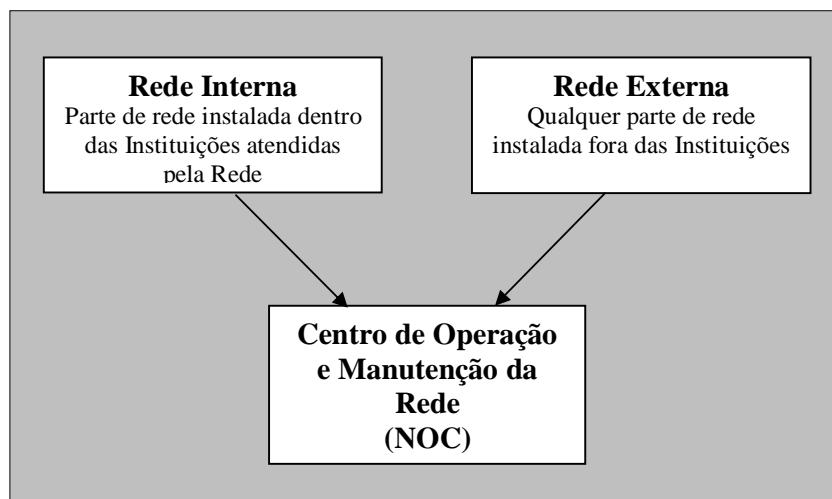 Rede Interna
Parte de rede instalada dentro
das Instituições atendidas
pela Rede
Rede Externa
Qualquer parte de rede
instalada fora das Instituições
Centro de Operação
e Manutenção da
Rede
(NOC)